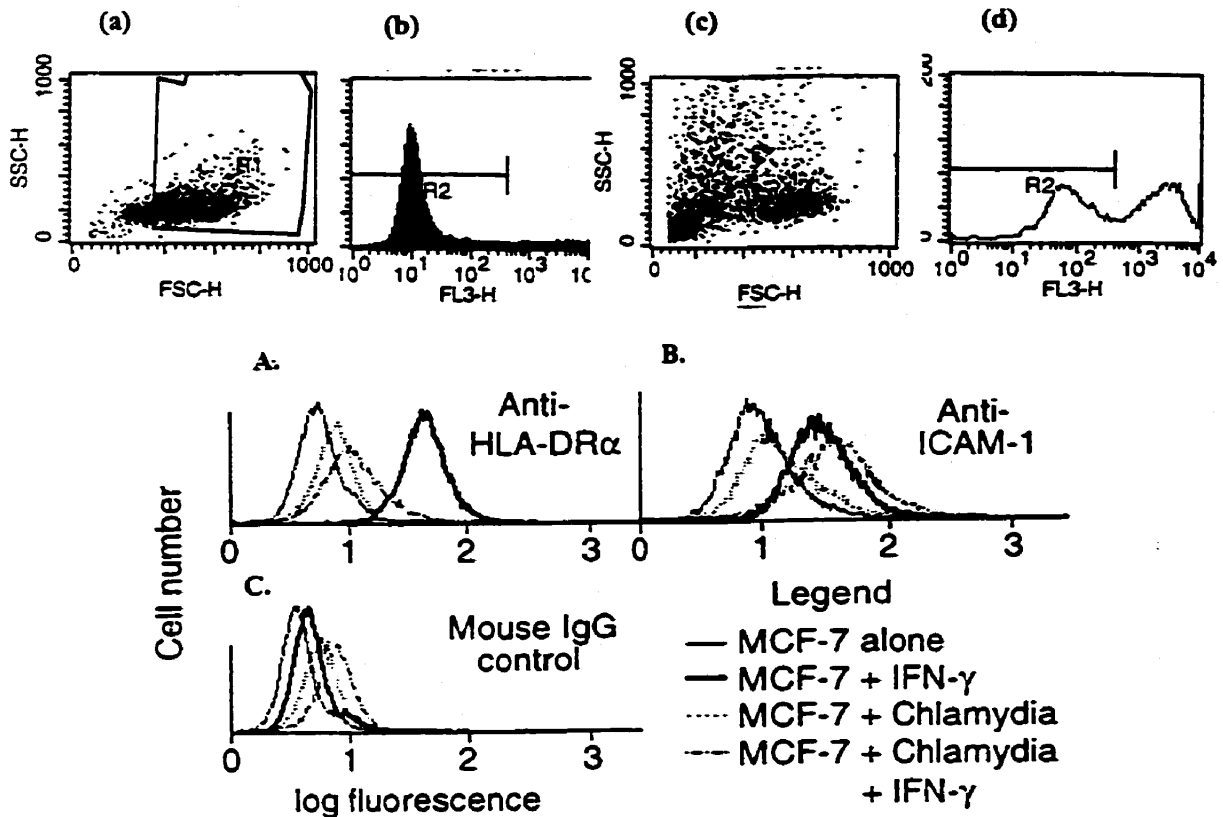 (a)
(b)
(c)
(d)
1000
SSC-H
0
R1
0
1000
FSC-H
R2
10⁰
10¹
10²
10³
FL3-H
1000
SSC-H
0
0
1000
FSC-H
R2
10⁰
10¹
10²
10³
10⁴
FL3-H
A.
Anti-
HLA-DRα
0
1
2
3
B.
Anti-
ICAM-1
0
1
2
3
Cell number
C.
Mouse IgG
control
0
1
2
3
log fluorescence
Legend
MCF-7 alone
MCF-7 + IFN-γ
MCF-7 + Chlamydia
MCF-7 + Chlamydia
+ IFN-γ